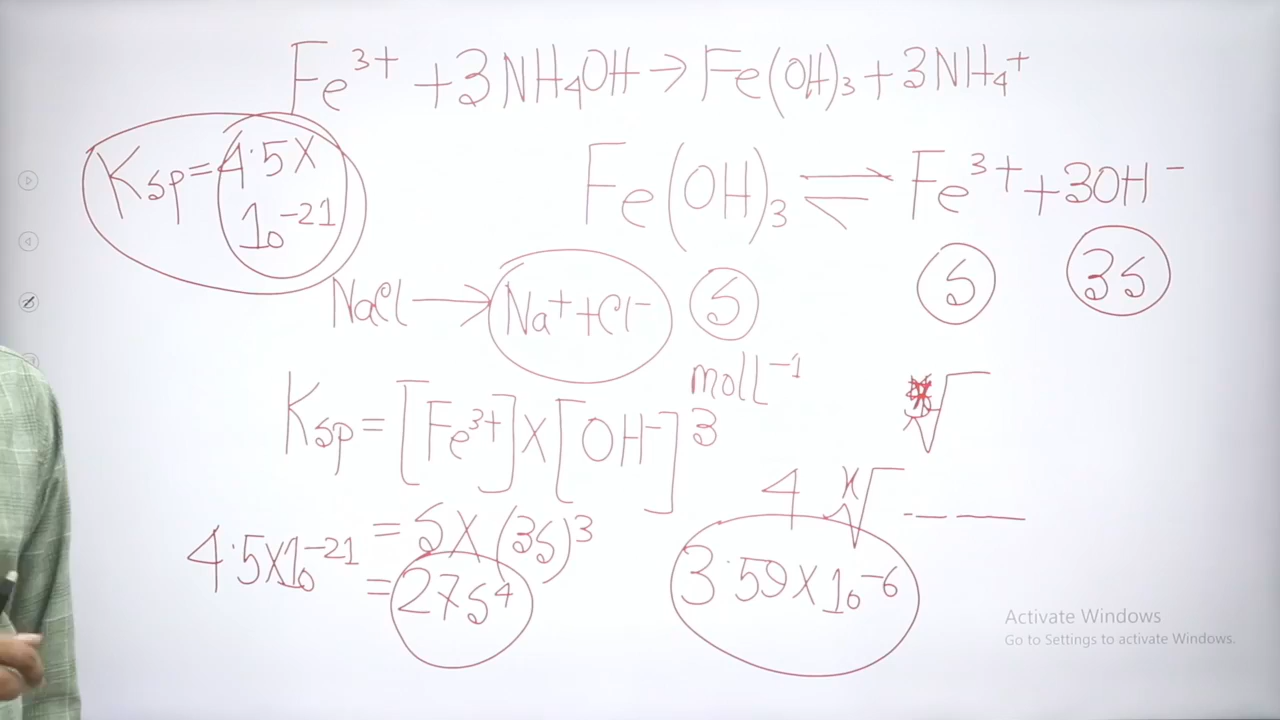 Fe³⁺ + 3NH₄OH → Fe(OH)₃ + 3NH₄⁺
Ksp = 4.5 ×
10⁻²¹
Fe(OH)₃ ⇌ Fe³⁺ + 3OH⁻
S
3S
NaCl → Na⁺ + Cl⁻
S
molL⁻¹
Ksp = [Fe³⁺] × [OH⁻]³
√
4 ˣ√ -- ---
4.5×10⁻²¹ = S × (3S)³
= 27S⁴
3.59 × 10⁻⁶
Activate Windows
Go to Settings to activate Windows.